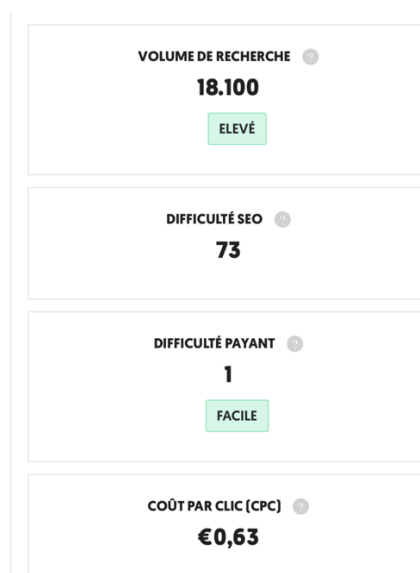 VOLUME DE RECHERCHE ?
18.100
ELEVÉ
DIFFICULTÉ SEO ?
73
DIFFICULTÉ PAYANT ?
1
FACILE
COÛT PAR CLIC (CPC) ?
€0,63